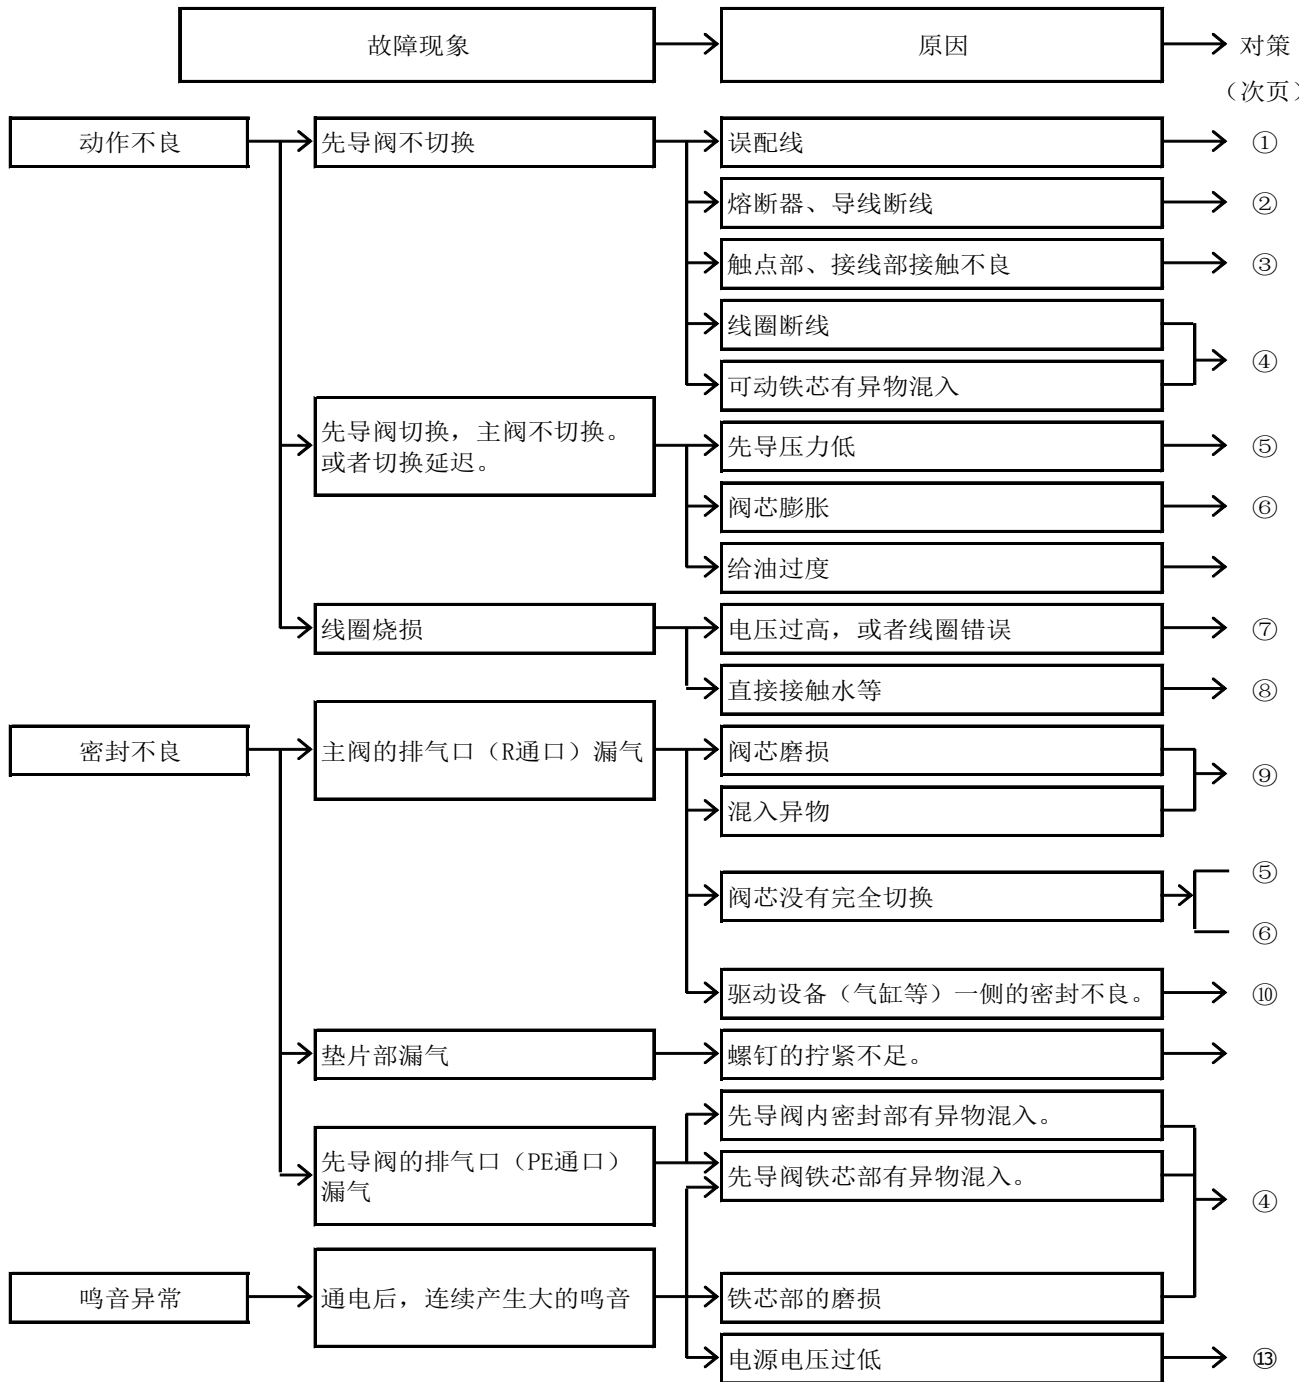 故障现象
原因
对策
（次页）
动作不良
先导阀不切换
误配线
①
熔断器、导线断线
②
触点部、接线部接触不良
③
线圈断线
④
可动铁芯有异物混入
先导阀切换，主阀不切换。
或者切换延迟。
先导压力低
⑤
阀芯膨胀
⑥
给油过度
线圈烧损
电压过高，或者线圈错误
⑦
直接接触水等
⑧
密封不良
主阀的排气口（R通口）漏气
阀芯磨损
⑨
混入异物
阀芯没有完全切换
⑤
⑥
驱动设备（气缸等）一侧的密封不良。
⑩
垫片部漏气
螺钉的拧紧不足。
先导阀的排气口（PE通口）
漏气
先导阀内密封部有异物混入。
先导阀铁芯部有异物混入。
④
鸣音异常
通电后，连续产生大的鸣音
铁芯部的磨损
电源电压过低
⑬